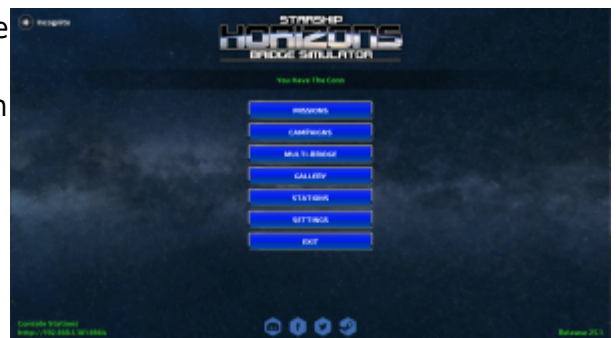 e
n
Incognito
STARSHIP
HORIZONS
BRIDGE SIMULATOR
You Have The Conn
MISSIONS
CAMPAIGNS
MULTI-BRIDGE
GALLERY
STATIONS
SETTINGS
EXIT
Console Stations